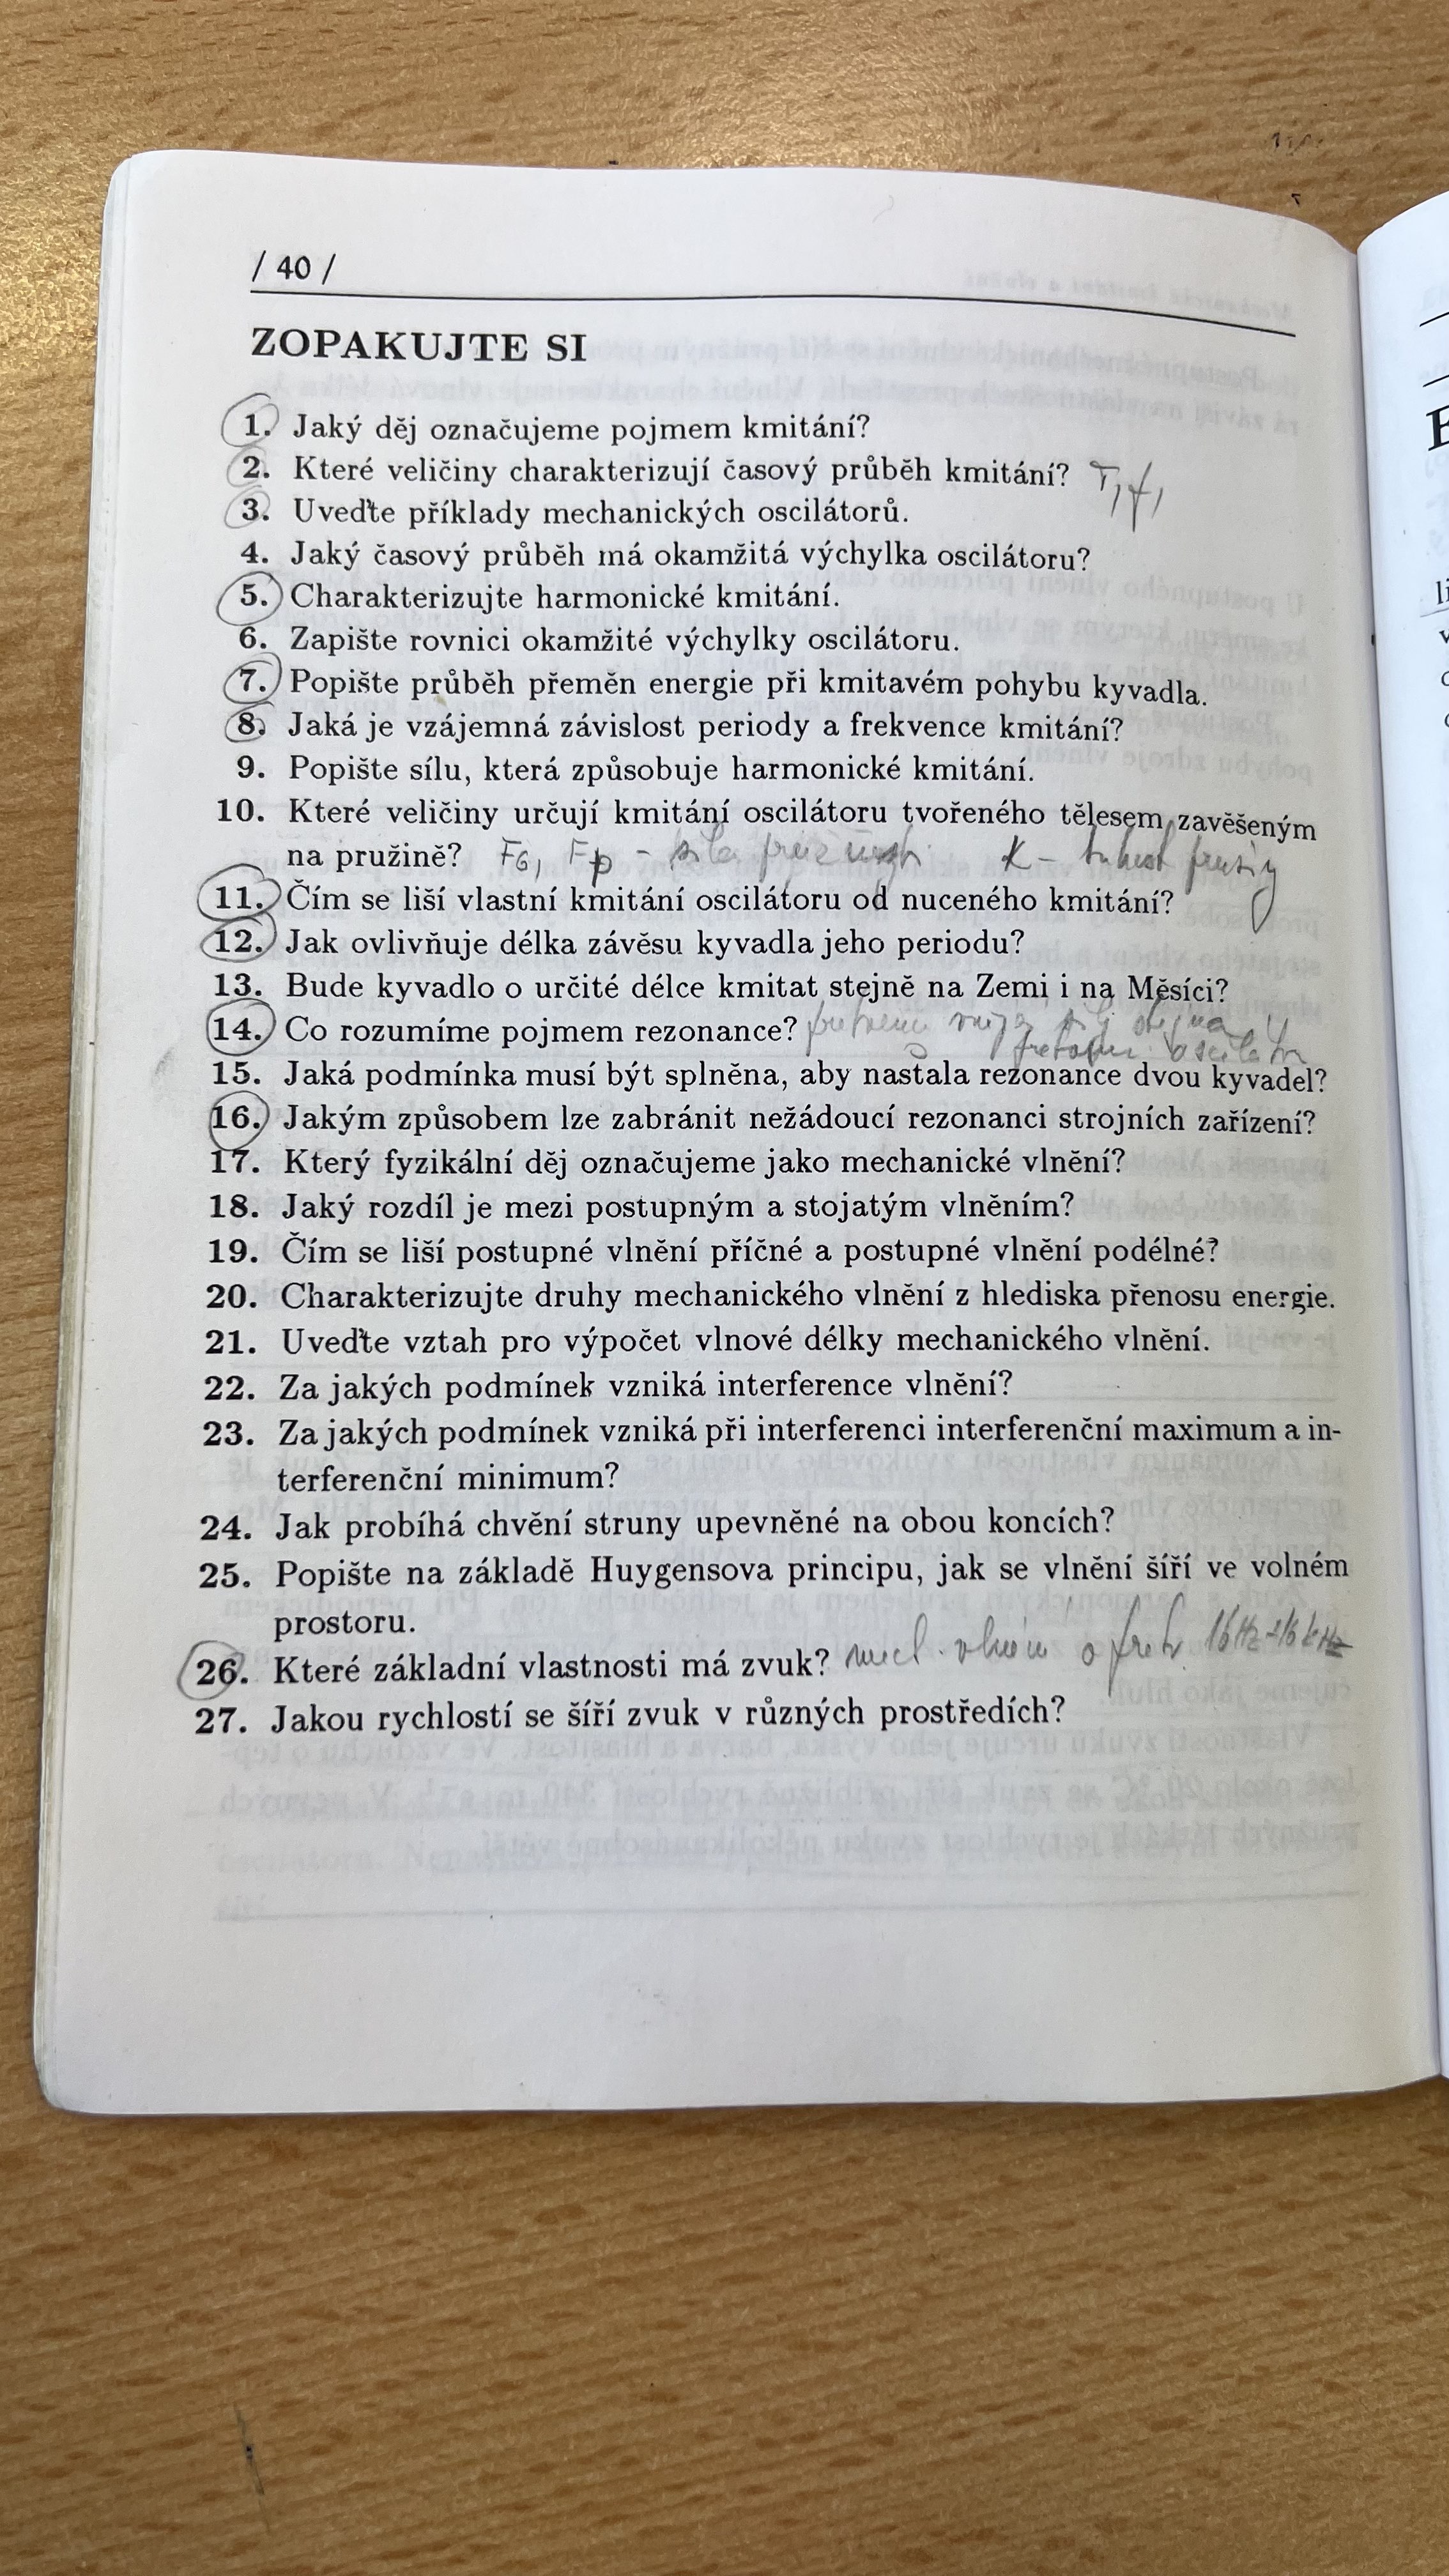 / 40 /
ZOPAKUJTE SI
1. Jaký děj označujeme pojmem kmitání?
2. Které veličiny charakterizují časový průběh kmitání? T, f,
3. Uveďte příklady mechanických oscilátorů.
4. Jaký časový průběh má okamžitá výchylka oscilátoru?
5. Charakterizujte harmonické kmitání.
6. Zapište rovnici okamžité výchylky oscilátoru.
7. Popište průběh přeměn energie při kmitavém pohybu kyvadla.
8. Jaká je vzájemná závislost periody a frekvence kmitání?
9. Popište sílu, která způsobuje harmonické kmitání.
10. Které veličiny určují kmitání oscilátoru tvořeného tělesem zavěšeným
na pružině? FG, Fp - síla pružnosti k - tuhost pružiny
11. Čím se liší vlastní kmitání oscilátoru od nuceného kmitání?
12. Jak ovlivňuje délka závěsu kyvadla jeho periodu?
13. Bude kyvadlo o určité délce kmitat stejně na Zemi i na Měsíci?
14. Co rozumíme pojmem rezonance?
15. Jaká podmínka musí být splněna, aby nastala rezonance dvou kyvadel?
16. Jakým způsobem lze zabránit nežádoucí rezonanci strojních zařízení?
17. Který fyzikální děj označujeme jako mechanické vlnění?
18. Jaký rozdíl je mezi postupným a stojatým vlněním?
19. Čím se liší postupné vlnění příčné a postupné vlnění podélné?
20. Charakterizujte druhy mechanického vlnění z hlediska přenosu energie.
21. Uveďte vztah pro výpočet vlnové délky mechanického vlnění.
22. Za jakých podmínek vzniká interference vlnění?
23. Za jakých podmínek vzniká při interferenci interferenční maximum a in-
terferenční minimum?
24. Jak probíhá chvění struny upevněné na obou koncích?
25. Popište na základě Huygensova principu, jak se vlnění šíří ve volném
prostoru.
26. Které základní vlastnosti má zvuk? mech. vlnění o frekv. 16 Hz - 16 kHz
27. Jakou rychlostí se šíří zvuk v různých prostředích?